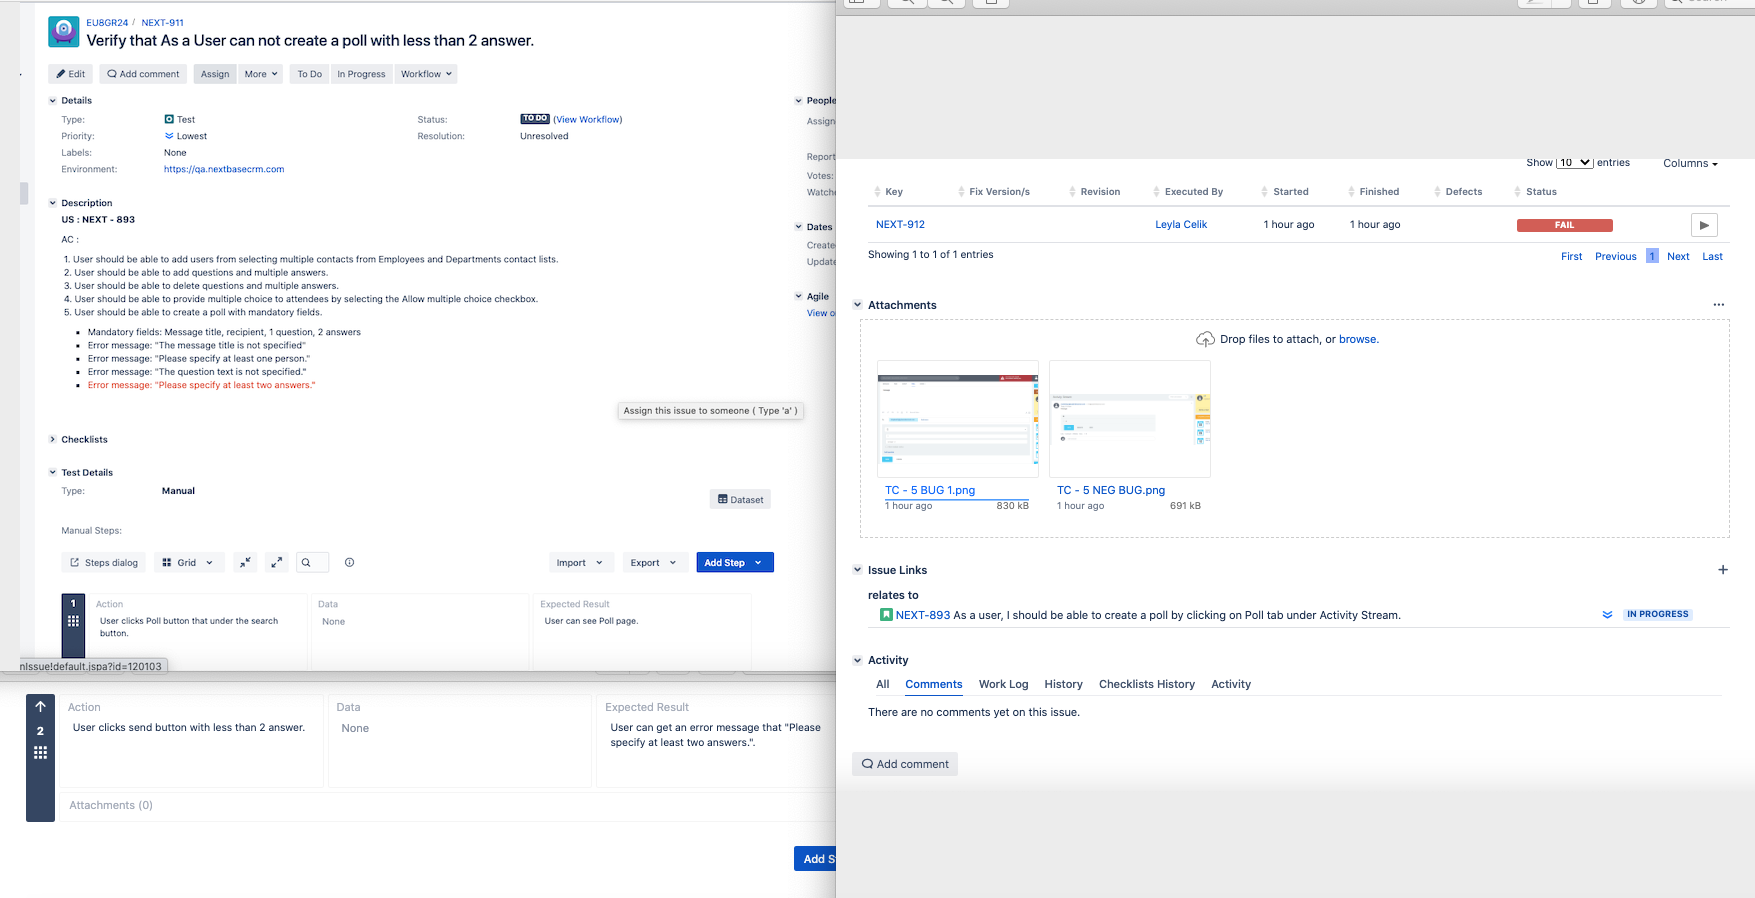 EU8GR24 / NEXT-911
Verify that As a User can not create a poll with less than 2 answer.
Edit Add comment Assign More To Do In Progress Workflow
Details
Type: Test
Priority: Lowest
Labels: None
Environment: https://qa.nextbasecrm.com
Status: TO DO (View Workflow)
Resolution: Unresolved
Description
US : NEXT - 893
AC :
1. User should be able to add users from selecting multiple contacts from Employees and Departments contact lists.
2. User should be able to add questions and multiple answers.
3. User should be able to delete questions and multiple answers.
4. User should be able to provide multiple choice to attendees by selecting the Allow multiple choice checkbox.
5. User should be able to create a poll with mandatory fields.
Mandatory fields: Message title, recipient, 1 question, 2 answers
Error message: "The message title is not specified"
Error message: "Please specify at least one person."
Error message: "The question text is not specified."
Error message: "Please specify at least two answers."
Assign this issue to someone ( Type 'a' )
Checklists
Test Details
Type: Manual
Dataset
Manual Steps:
Steps dialog Grid Import Export Add Step
1
Action Data Expected Result
User clicks Poll button that under the search button.
None
User can see Poll page.
nIssue!default.jspa?id=120103
2
Action Data Expected Result
User clicks send button with less than 2 answer.
None
User can get an error message that "Please
specify at least two answers.".
Attachments (0)
Add S
People
Assign
Report
Votes:
Watche
Dates
Create
Update
Agile
View o
Show 10 entries Columns
Key Fix Version/s Revision Executed By Started Finished Defects Status
NEXT-912 Leyla Celik 1 hour ago 1 hour ago FAIL
Showing 1 to 1 of 1 entries
First Previous 1 Next Last
Attachments
Drop files to attach, or browse.
TC - 5 BUG 1.png
1 hour ago 830 kB
TC - 5 NEG BUG.png
1 hour ago 691 kB
Issue Links
relates to
NEXT-893 As a user, I should be able to create a poll by clicking on Poll tab under Activity Stream. IN PROGRESS
Activity
All Comments Work Log History Checklists History Activity
There are no comments yet on this issue.
Add comment